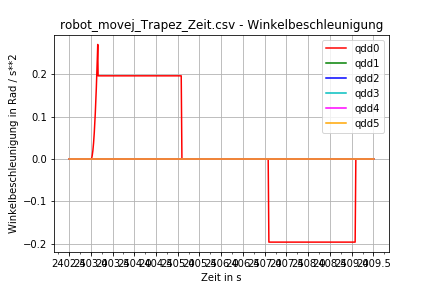 robot_movej_Trapez_Zeit.csv - Winkelbeschleunigung
Winkelbeschleunigung in Rad / s**2
0.2
0.1
0.0
−0.1
−0.2
qdd0
qdd1
qdd2
qdd3
qdd4
qdd5
2409.5
Zeit in s